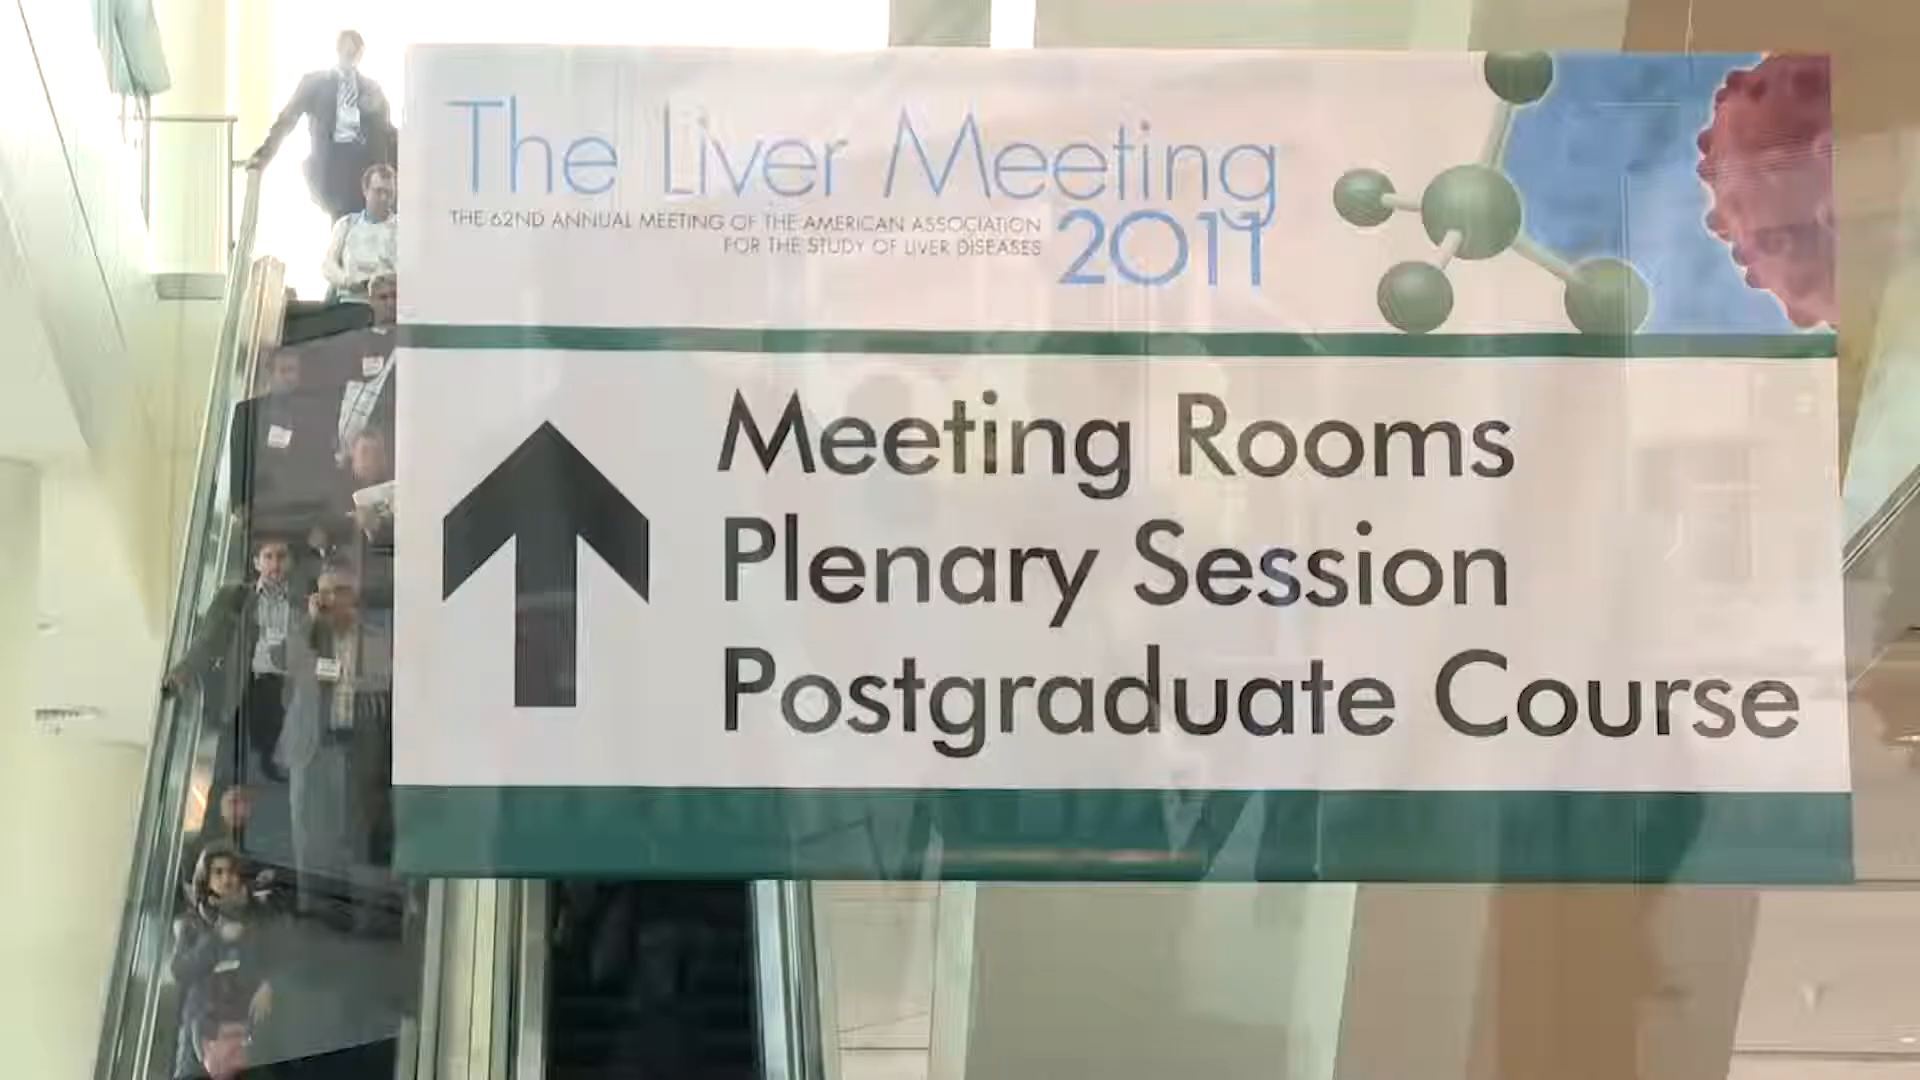 The Liver Meeting
THE 62ND ANNUAL MEETING OF THE AMERICAN ASSOCIATION
FOR THE STUDY OF LIVER DISEASES
2011
Meeting Rooms
Plenary Session
Postgraduate Course